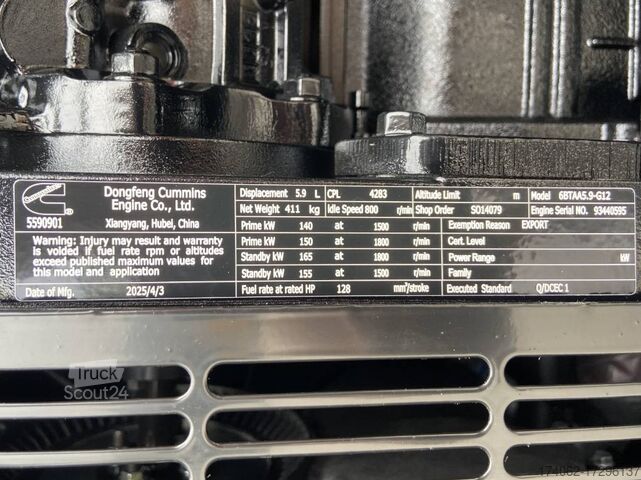 Cummins
5590901
Dongfeng Cummins
Engine Co., Ltd.
Xiangyang, Hubei, China
Warning: Injury may result and warranty
is voided if fuel rate rpm or altitudes
exceed published maximum values for
this model and application
Date of Mfg. 2025/4/3
Displacement 5.9 L CPL 4283 Altitude Limit m Model 6BTAA5.9-G12
Net Weight 411 kg Idle Speed 800 r/min Shop Order SO14079 Engine Serial NO. 93440595
Prime kW 140 at 1500 r/min Exemption Reason EXPORT
Prime kW 150 at 1800 r/min Cert. Level
Standby kW 165 at 1800 r/min Power Range kW
Standby kW 155 at 1500 r/min Family
Fuel rate at rated HP 128 mm³/stroke Executed Standard Q/DCEC 1
Truck
Scout24
174062-17296137